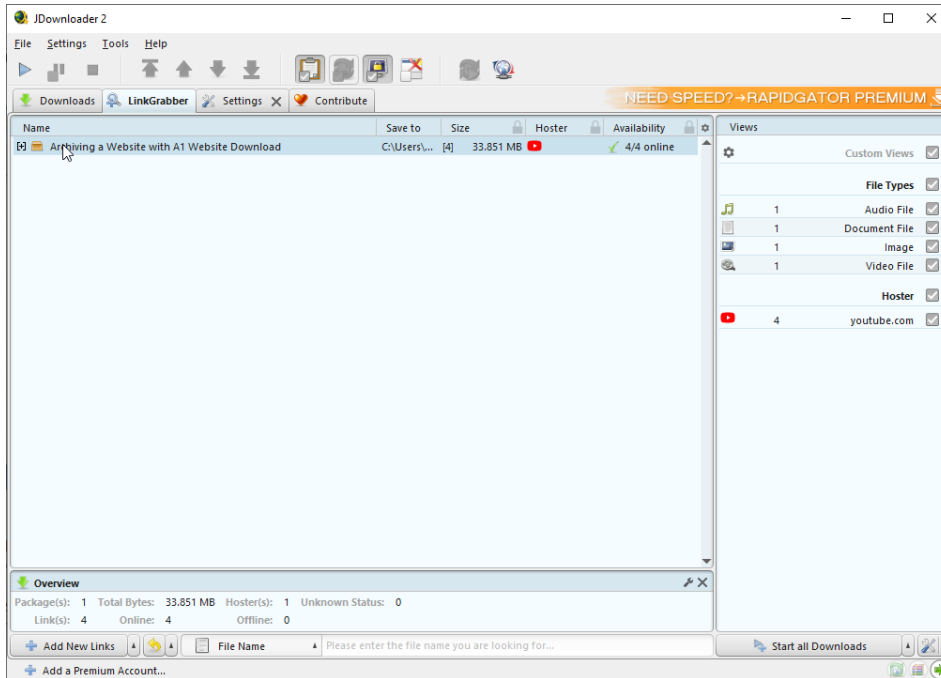 JDownloader 2
File Settings Tools Help
Downloads LinkGrabber Settings Contribute
NEED SPEED?→RAPIDGATOR PREMIUM
Name Save to Size Hoster Availability
Archiving a Website with A1 Website Download C:\Users\... [4] 33.851 MB 4/4 online
Views
Custom Views
File Types
1 Audio File
1 Document File
1 Image
1 Video File
Hoster
4 youtube.com
Overview
Package(s): 1 Total Bytes: 33.851 MB Hoster(s): 1 Unknown Status: 0
Link(s): 4 Online: 4 Offline: 0
Add New Links File Name Please enter the file name you are looking for... Start all Downloads
Add a Premium Account...